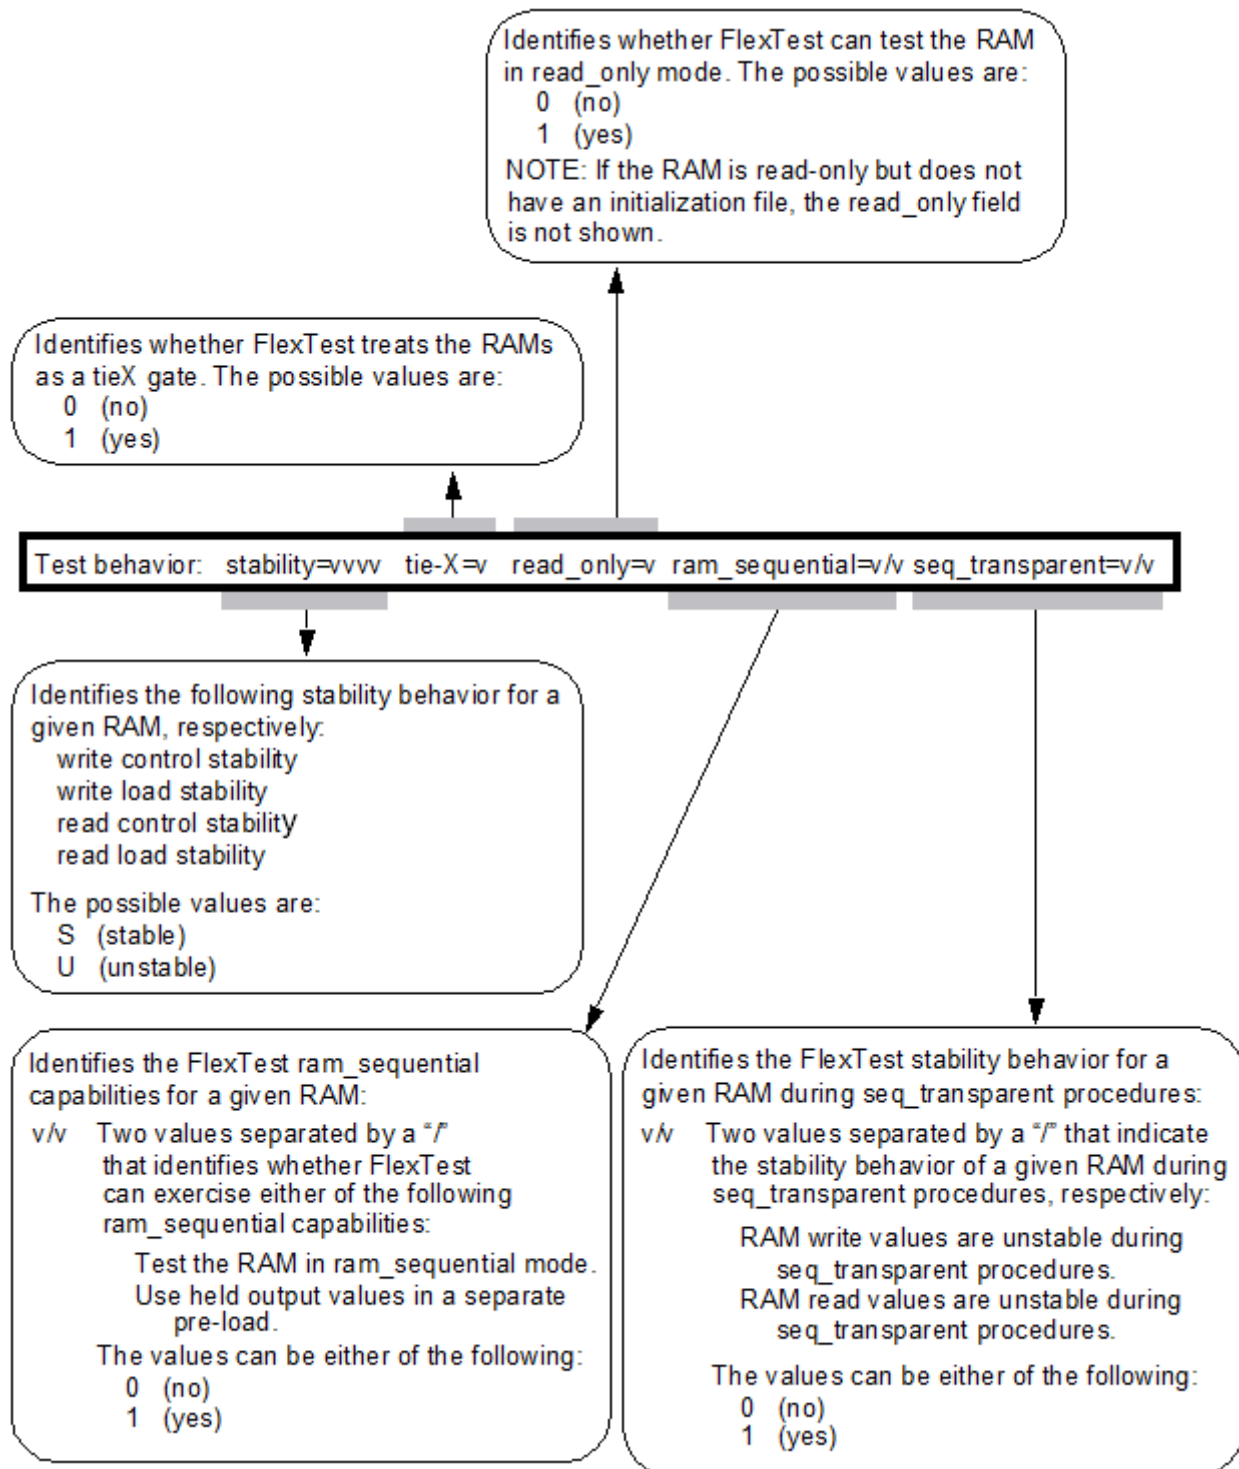 Identifies whether FlexTest can test the RAM
in read_only mode. The possible values are:
0 (no)
1 (yes)
NOTE: If the RAM is read-only but does not
have an initialization file, the read_only field
is not shown.
Identifies whether FlexTest treats the RAMs
as a tieX gate. The possible values are:
0 (no)
1 (yes)
Test behavior: stability=vvvv tie-X=v read_only=v ram_sequential=v/v seq_transparent=v/v
Identifies the following stability behavior for a
given RAM, respectively:
write control stability
write load stability
read control stability
read load stability
The possible values are:
S (stable)
U (unstable)
Identifies the FlexTest ram_sequential
capabilities for a given RAM:
v/v Two values separated by a “/”
that identifies whether FlexTest
can exercise either of the following
ram_sequential capabilities:
Test the RAM in ram_sequential mode.
Use held output values in a separate
pre-load.
The values can be either of the following:
0 (no)
1 (yes)
Identifies the FlexTest stability behavior for a
given RAM during seq_transparent procedures:
v/v Two values separated by a “/” that indicate
the stability behavior of a given RAM during
seq_transparent procedures, respectively:
RAM write values are unstable during
seq_transparent procedures.
RAM read values are unstable during
seq_transparent procedures.
The values can be either of the following:
0 (no)
1 (yes)